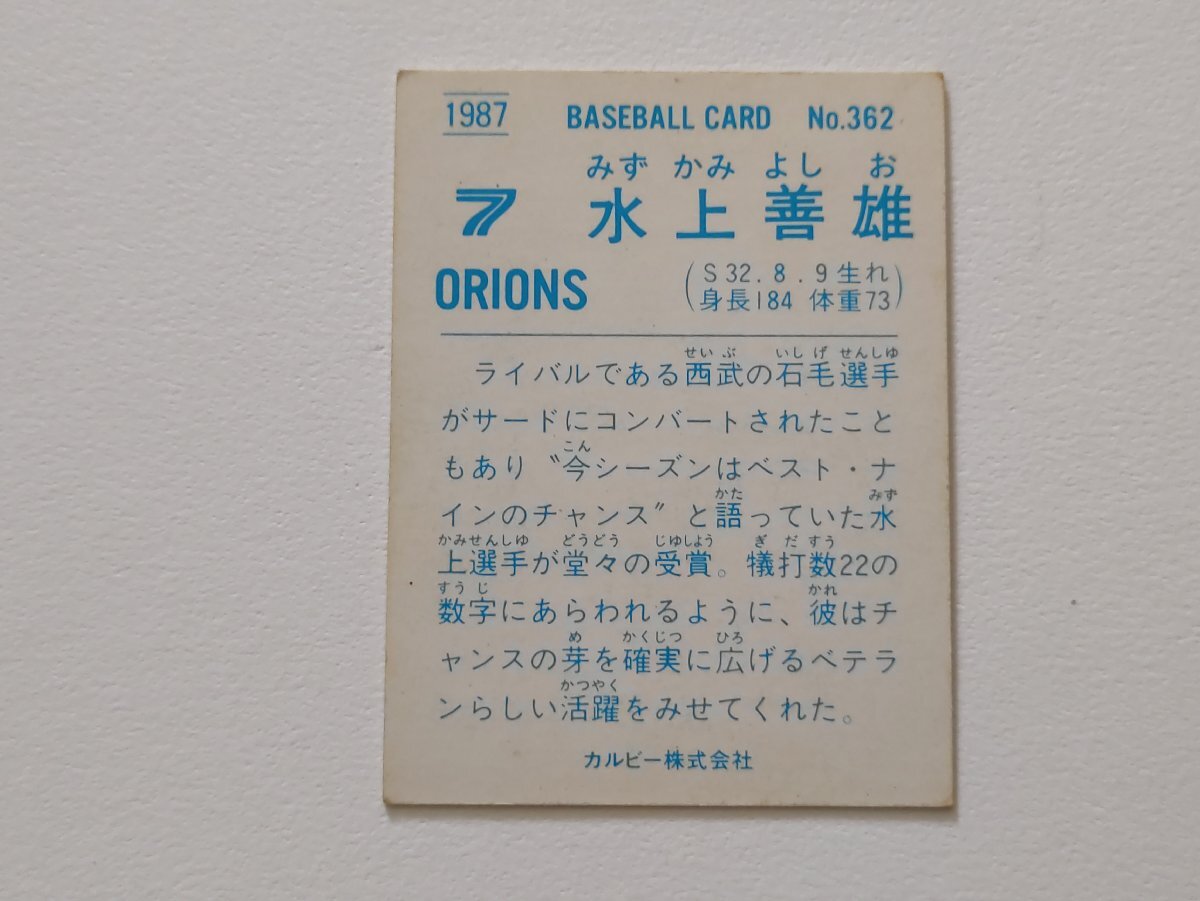 1987 BASEBALL CARD No.362
みず かみ よし お
7 水上善雄
ORIONS
(S32.8.9生れ
身長184 体重73)
せいぶ いしげ せんしゆ
ライバルである西武の石毛選手
がサードにコンバートされたこと
こん
もあり〝今シーズンはベスト・ナ
かた みず
インのチャンス〞と語っていた水
かみせんしゆ どうどう じゆしよう ぎだすう
上選手が堂々の受賞。犠打数22の
すうじ かれ
数字にあらわれるように、彼はチ
め かくじつ ひろ
ャンスの芽を確実に広げるベテラ
かつやく
ンらしい活躍をみせてくれた。
カルビー株式会社